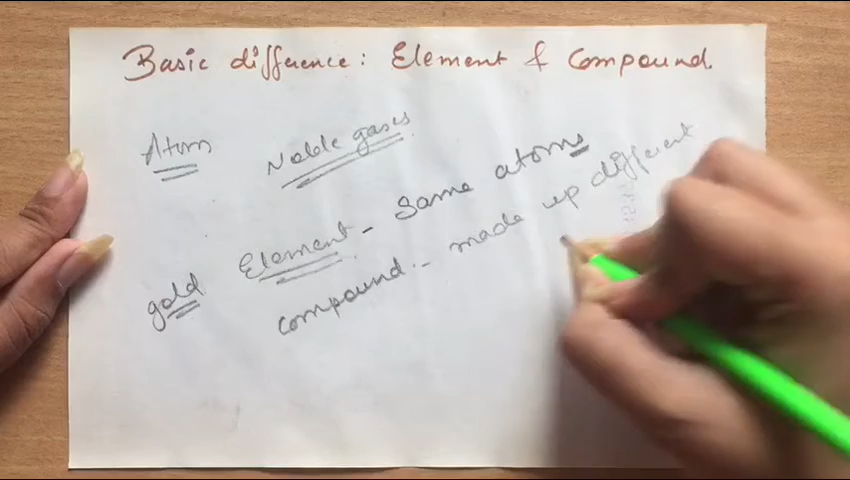 Basic difference: Element & Compound
Atom
Noble gases
Element - Same atoms
gold
compound - made up different